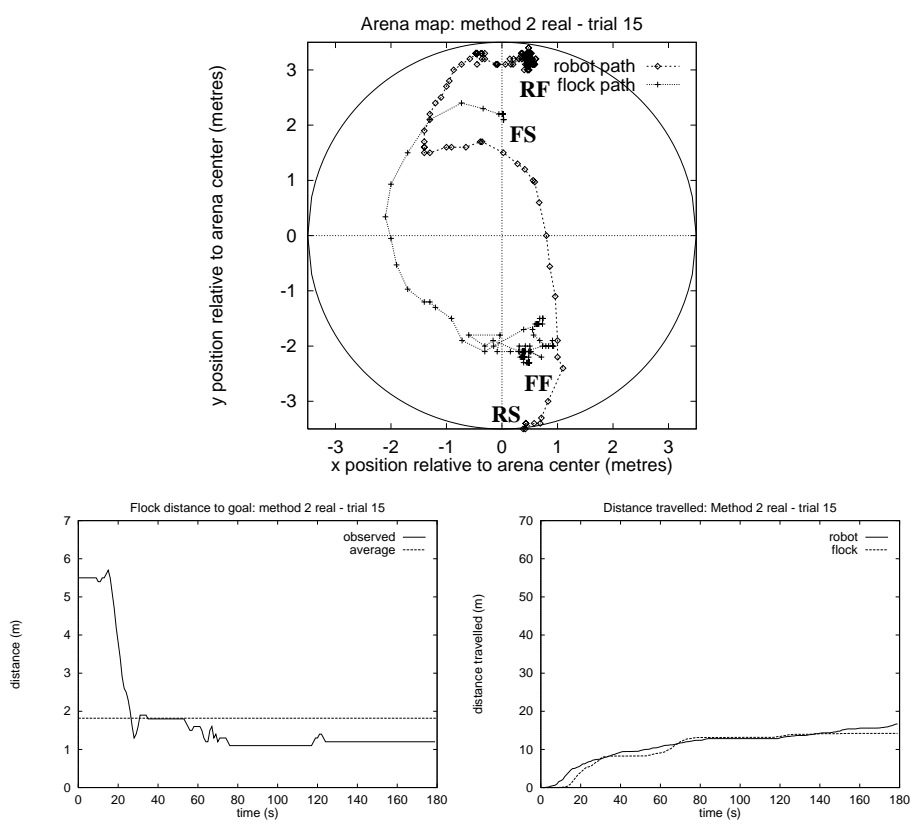 Arena map: method 2 real - trial 15
y position relative to arena center (metres)
3
2
1
0
-1
-2
-3
robot path
flock path
RF
FS
FF
RS
-3 -2 -1 0 1 2 3
x position relative to arena center (metres)
Flock distance to goal: method 2 real - trial 15
distance (m)
7
6
5
4
3
2
1
0
observed
average
0 20 40 60 80 100 120 140 160 180
time (s)
Distance travelled: Method 2 real - trial 15
distance travelled (m)
70
60
50
40
30
20
10
0
robot
flock
0 20 40 60 80 100 120 140 160 180
time (s)